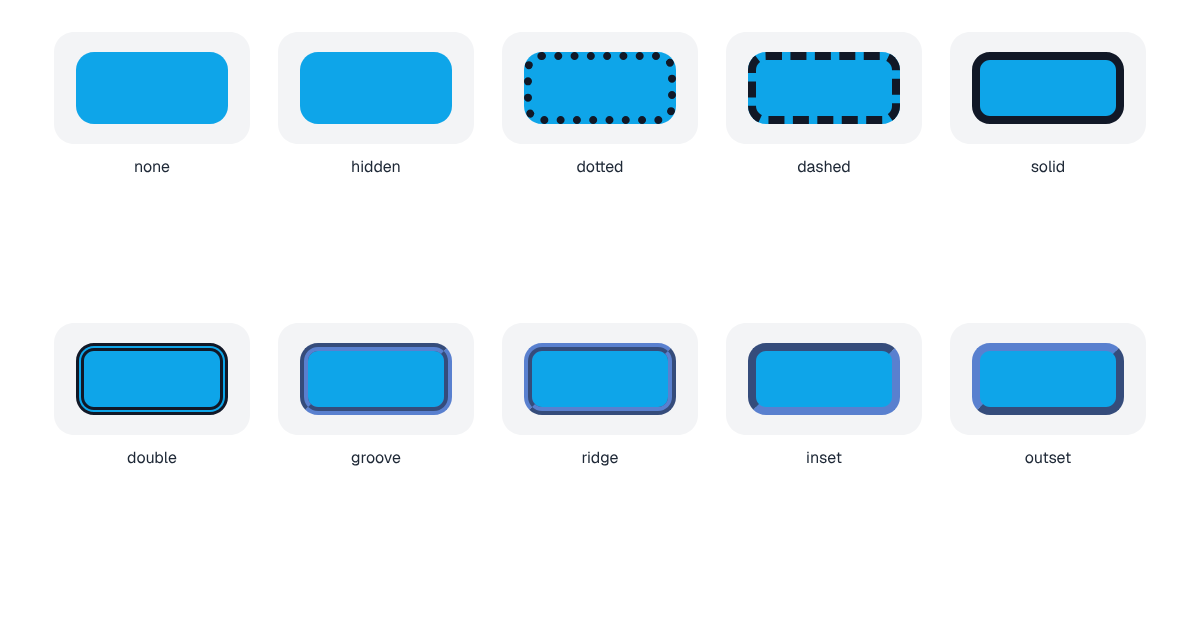 none
hidden
dotted
dashed
solid
double
groove
ridge
inset
outset